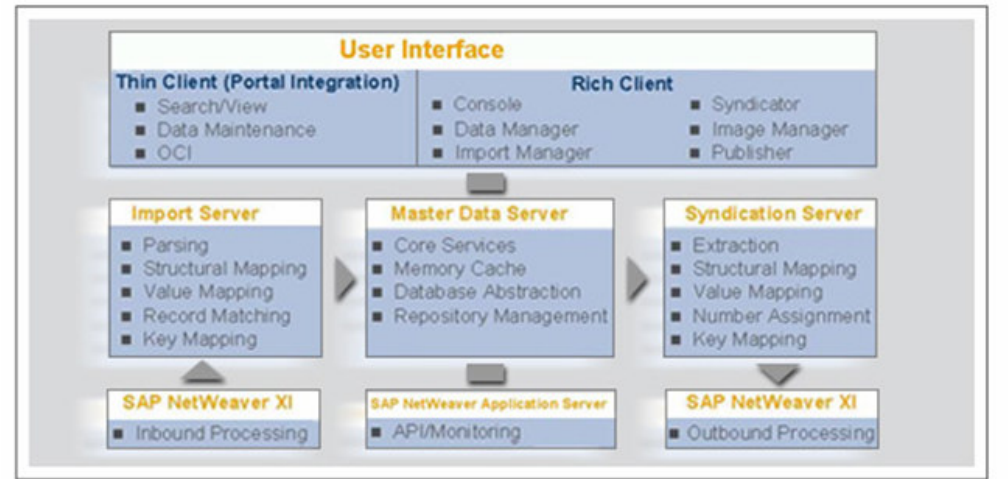 User Interface
Thin Client (Portal Integration)
Search/View
Data Maintenance
OCI
Rich Client
Console
Data Manager
Import Manager
Syndicator
Image Manager
Publisher
Import Server
Parsing
Structural Mapping
Value Mapping
Record Matching
Key Mapping
Master Data Server
Core Services
Memory Cache
Database Abstraction
Repository Management
Syndication Server
Extraction
Structural Mapping
Value Mapping
Number Assignment
Key Mapping
SAP NetWeaver XI
Inbound Processing
SAP NetWeaver Application Server
API/Monitoring
SAP NetWeaver XI
Outbound Processing